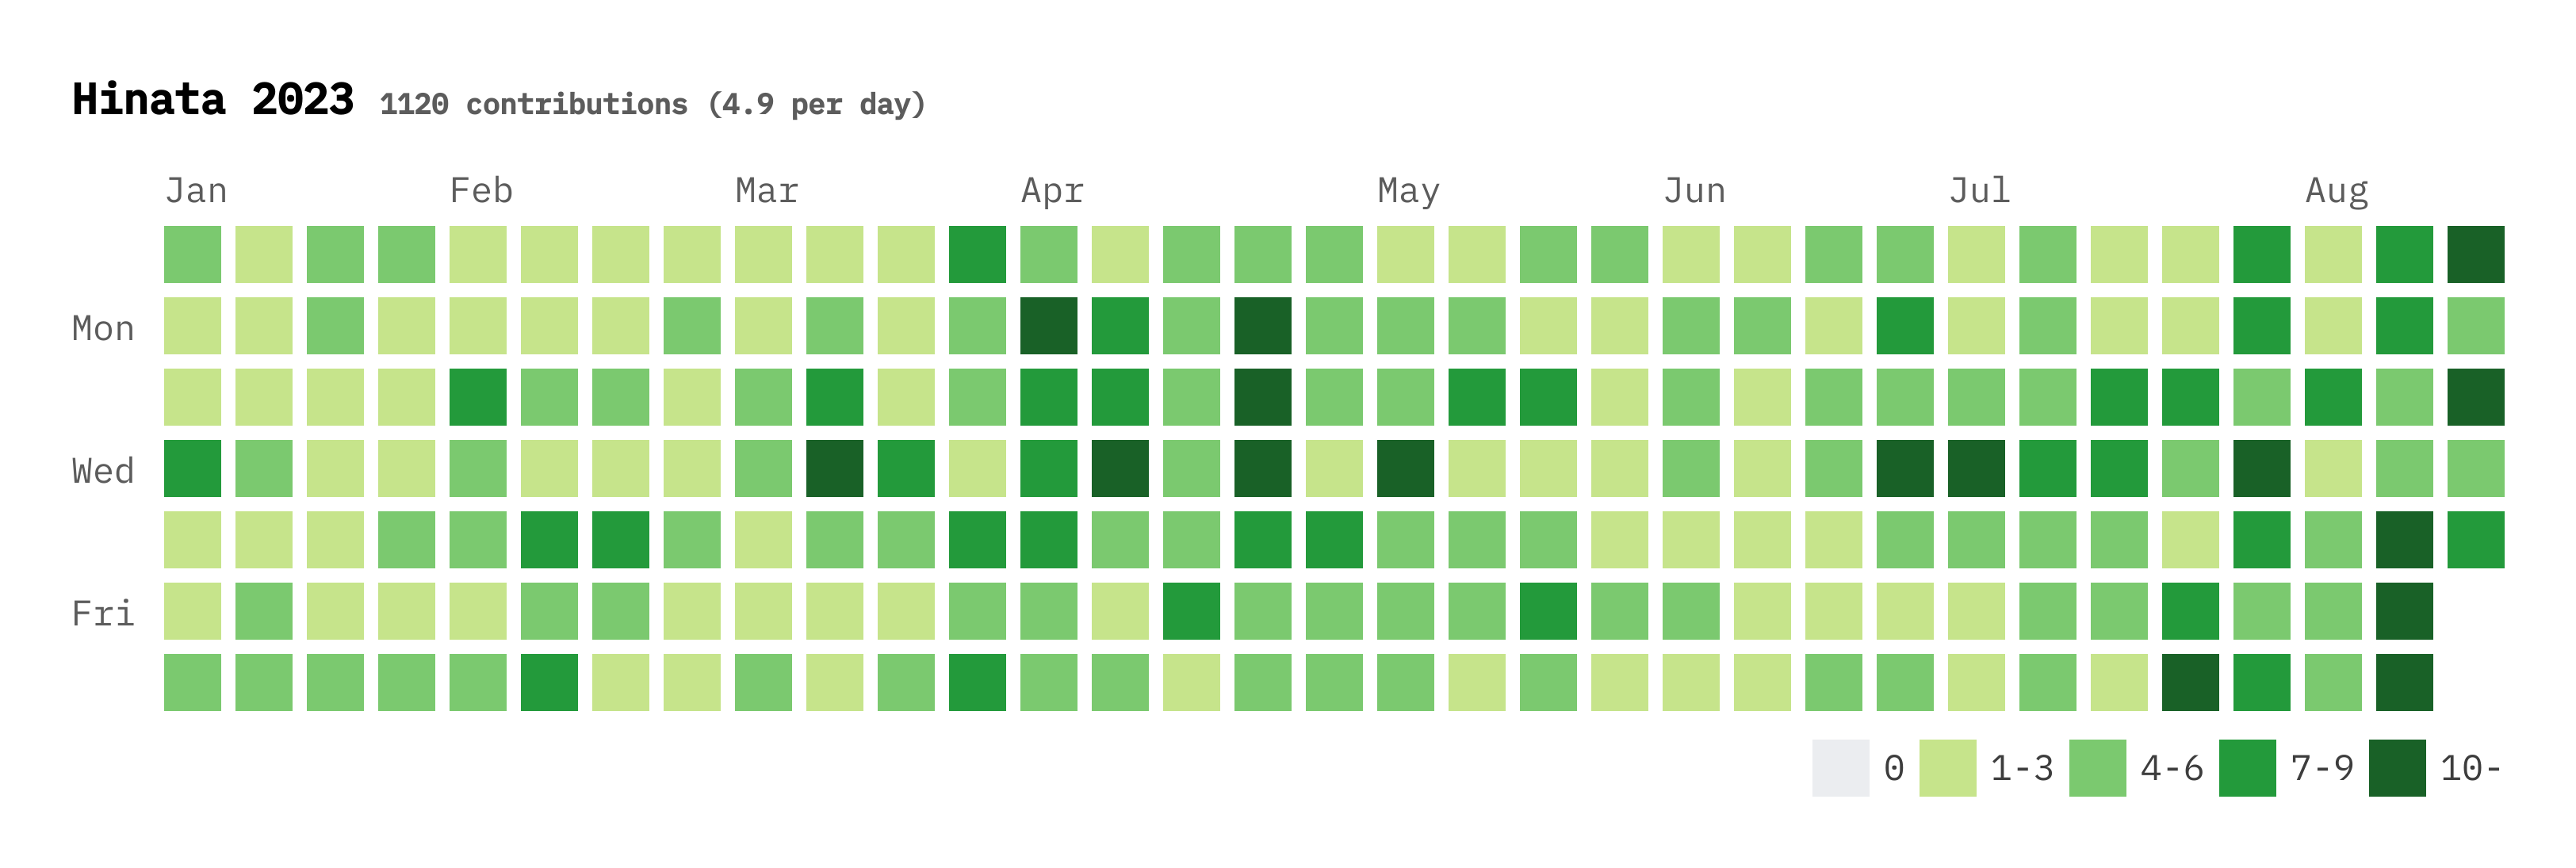 Hinata 2023 1120 contributions (4.9 per day)
Jan Feb Mar Apr May Jun Jul Aug
Mon
Wed
Fri
0 1-3 4-6 7-9 10-